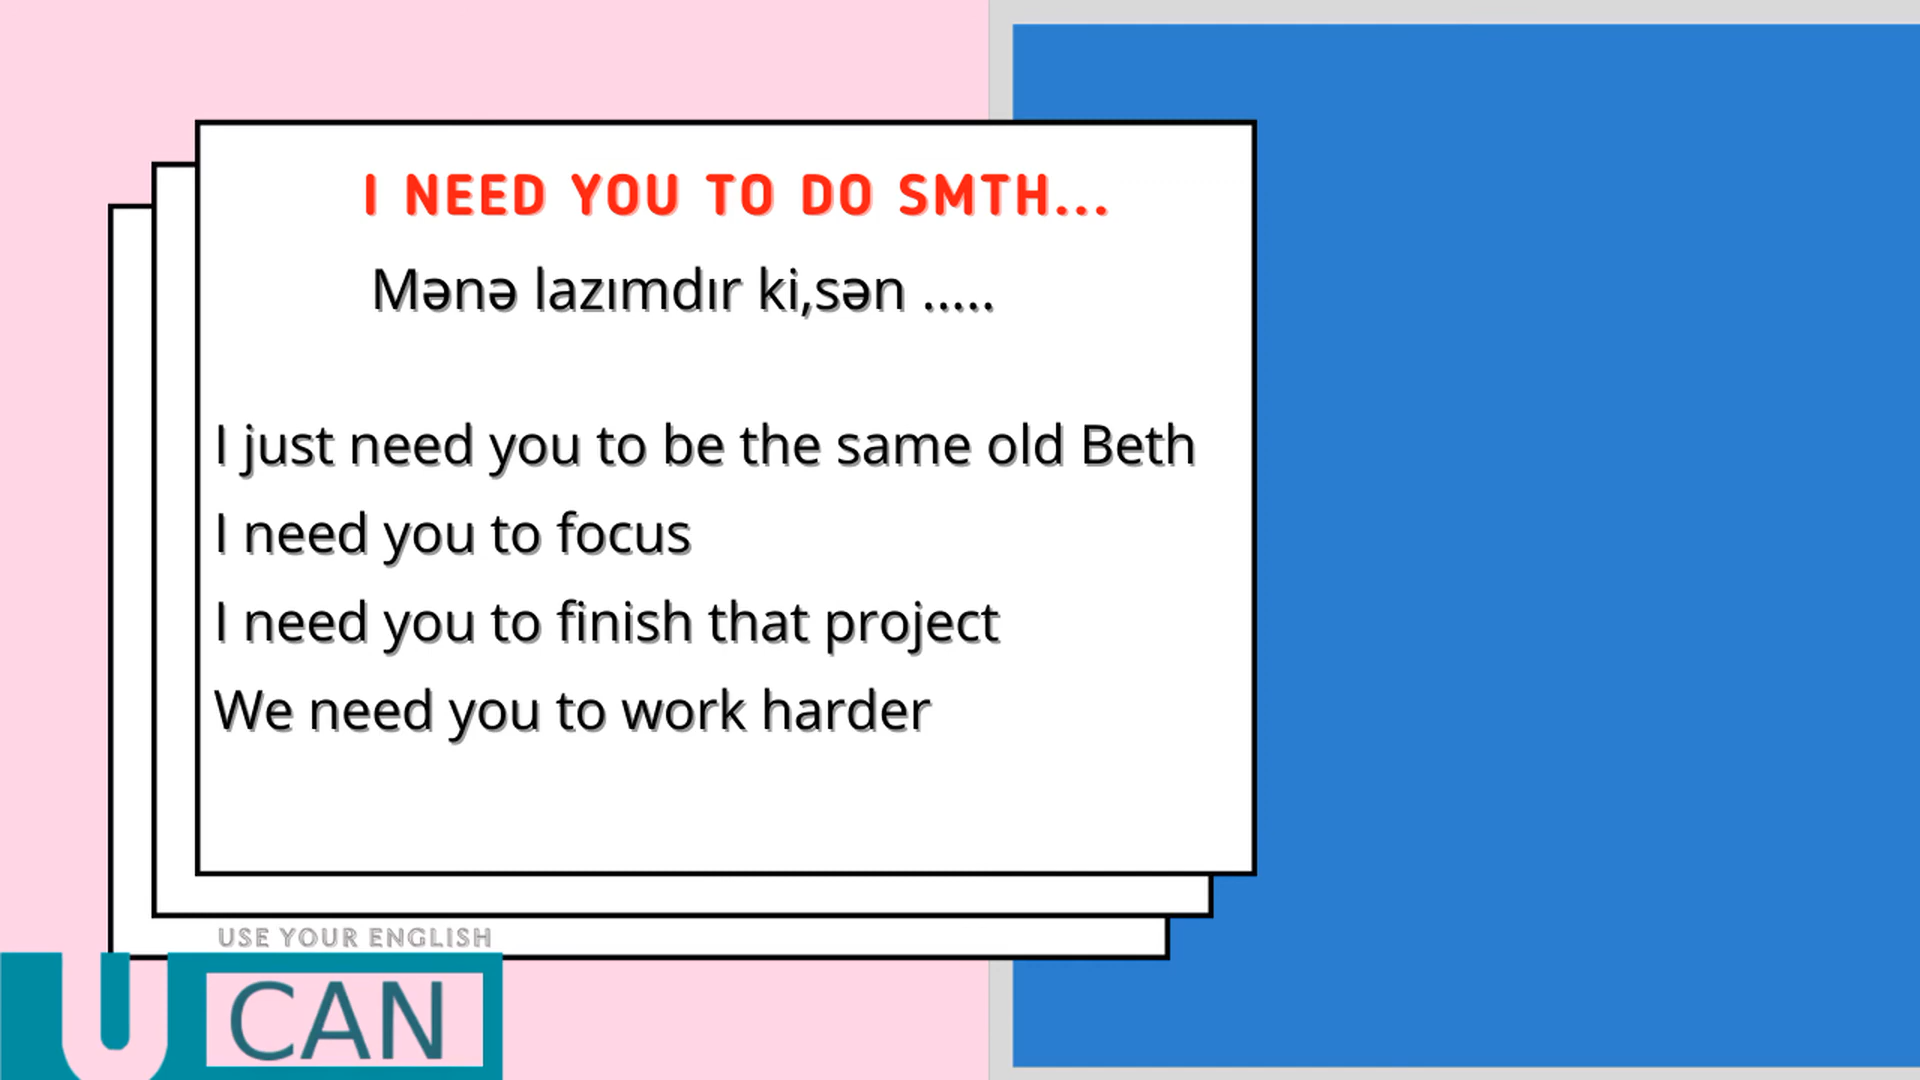 I NEED YOU TO DO SMTH...
Mənə lazımdır ki,sən .....
I just need you to be the same old Beth
I need you to focus
I need you to finish that project
We need you to work harder
USE YOUR ENGLISH
U CAN